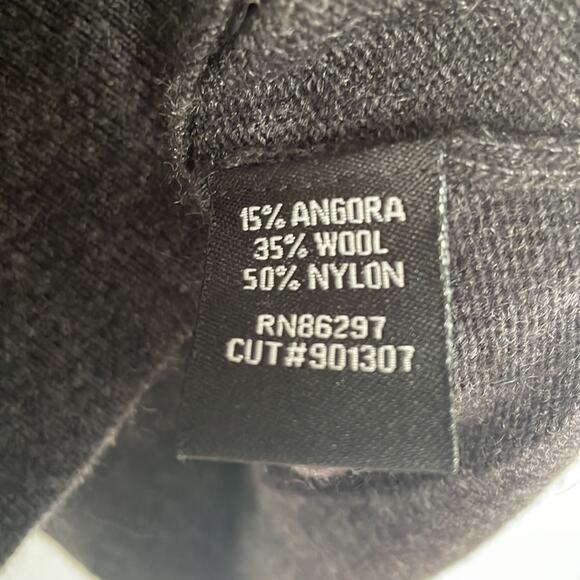 15% ANGORA
35% WOOL
50% NYLON
RN86297
CUT#901307